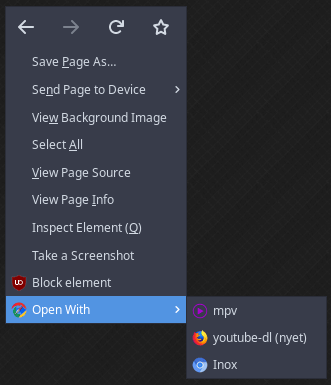 Save Page As...
Send Page to Device
View Background Image
Select All
View Page Source
View Page Info
Inspect Element (Q)
Take a Screenshot
Block element
Open With
mpv
youtube-dl (nyet)
Inox